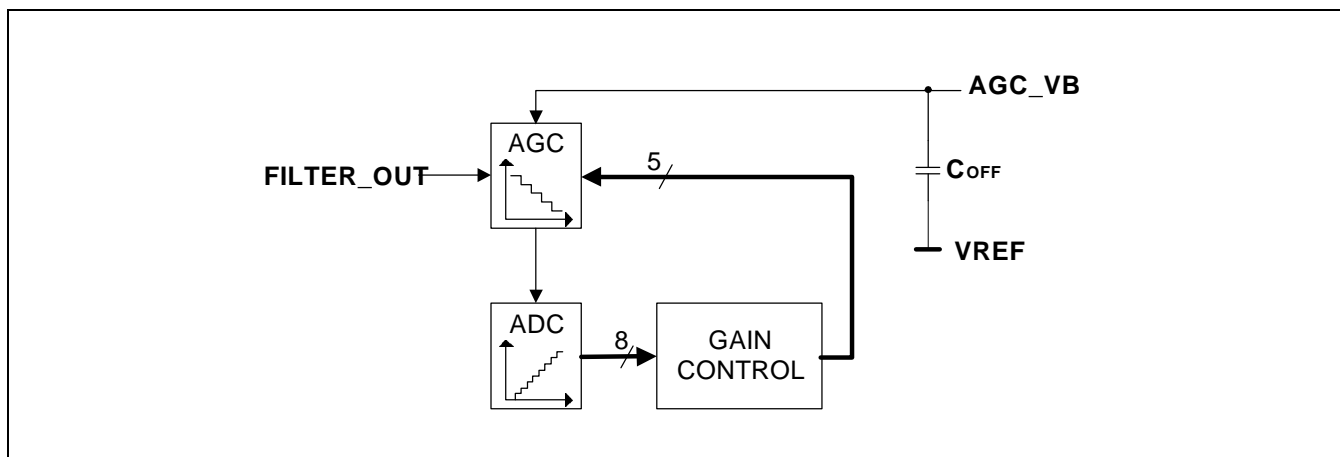 AGC_VB
AGC
5
FILTER_OUT
COFF
VREF
ADC
8
GAIN
CONTROL